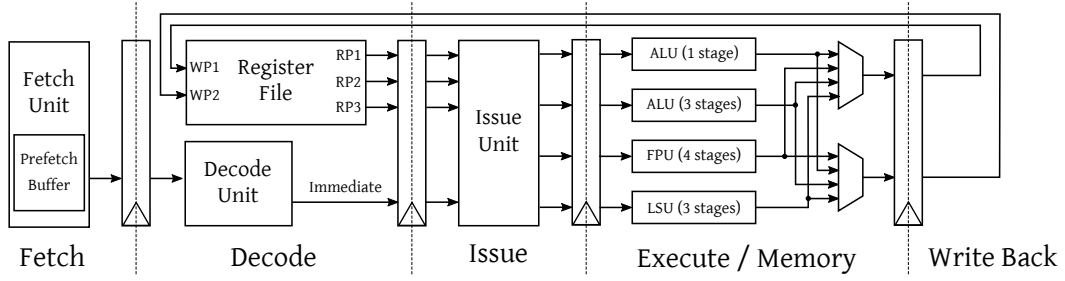 Fetch
Unit
Prefetch
Buffer
WP1
WP2
Register
File
RP1
RP2
RP3
Decode
Unit
Immediate
Issue
Unit
ALU (1 stage)
ALU (3 stages)
FPU (4 stages)
LSU (3 stages)
Fetch
Decode
Issue
Execute / Memory
Write Back